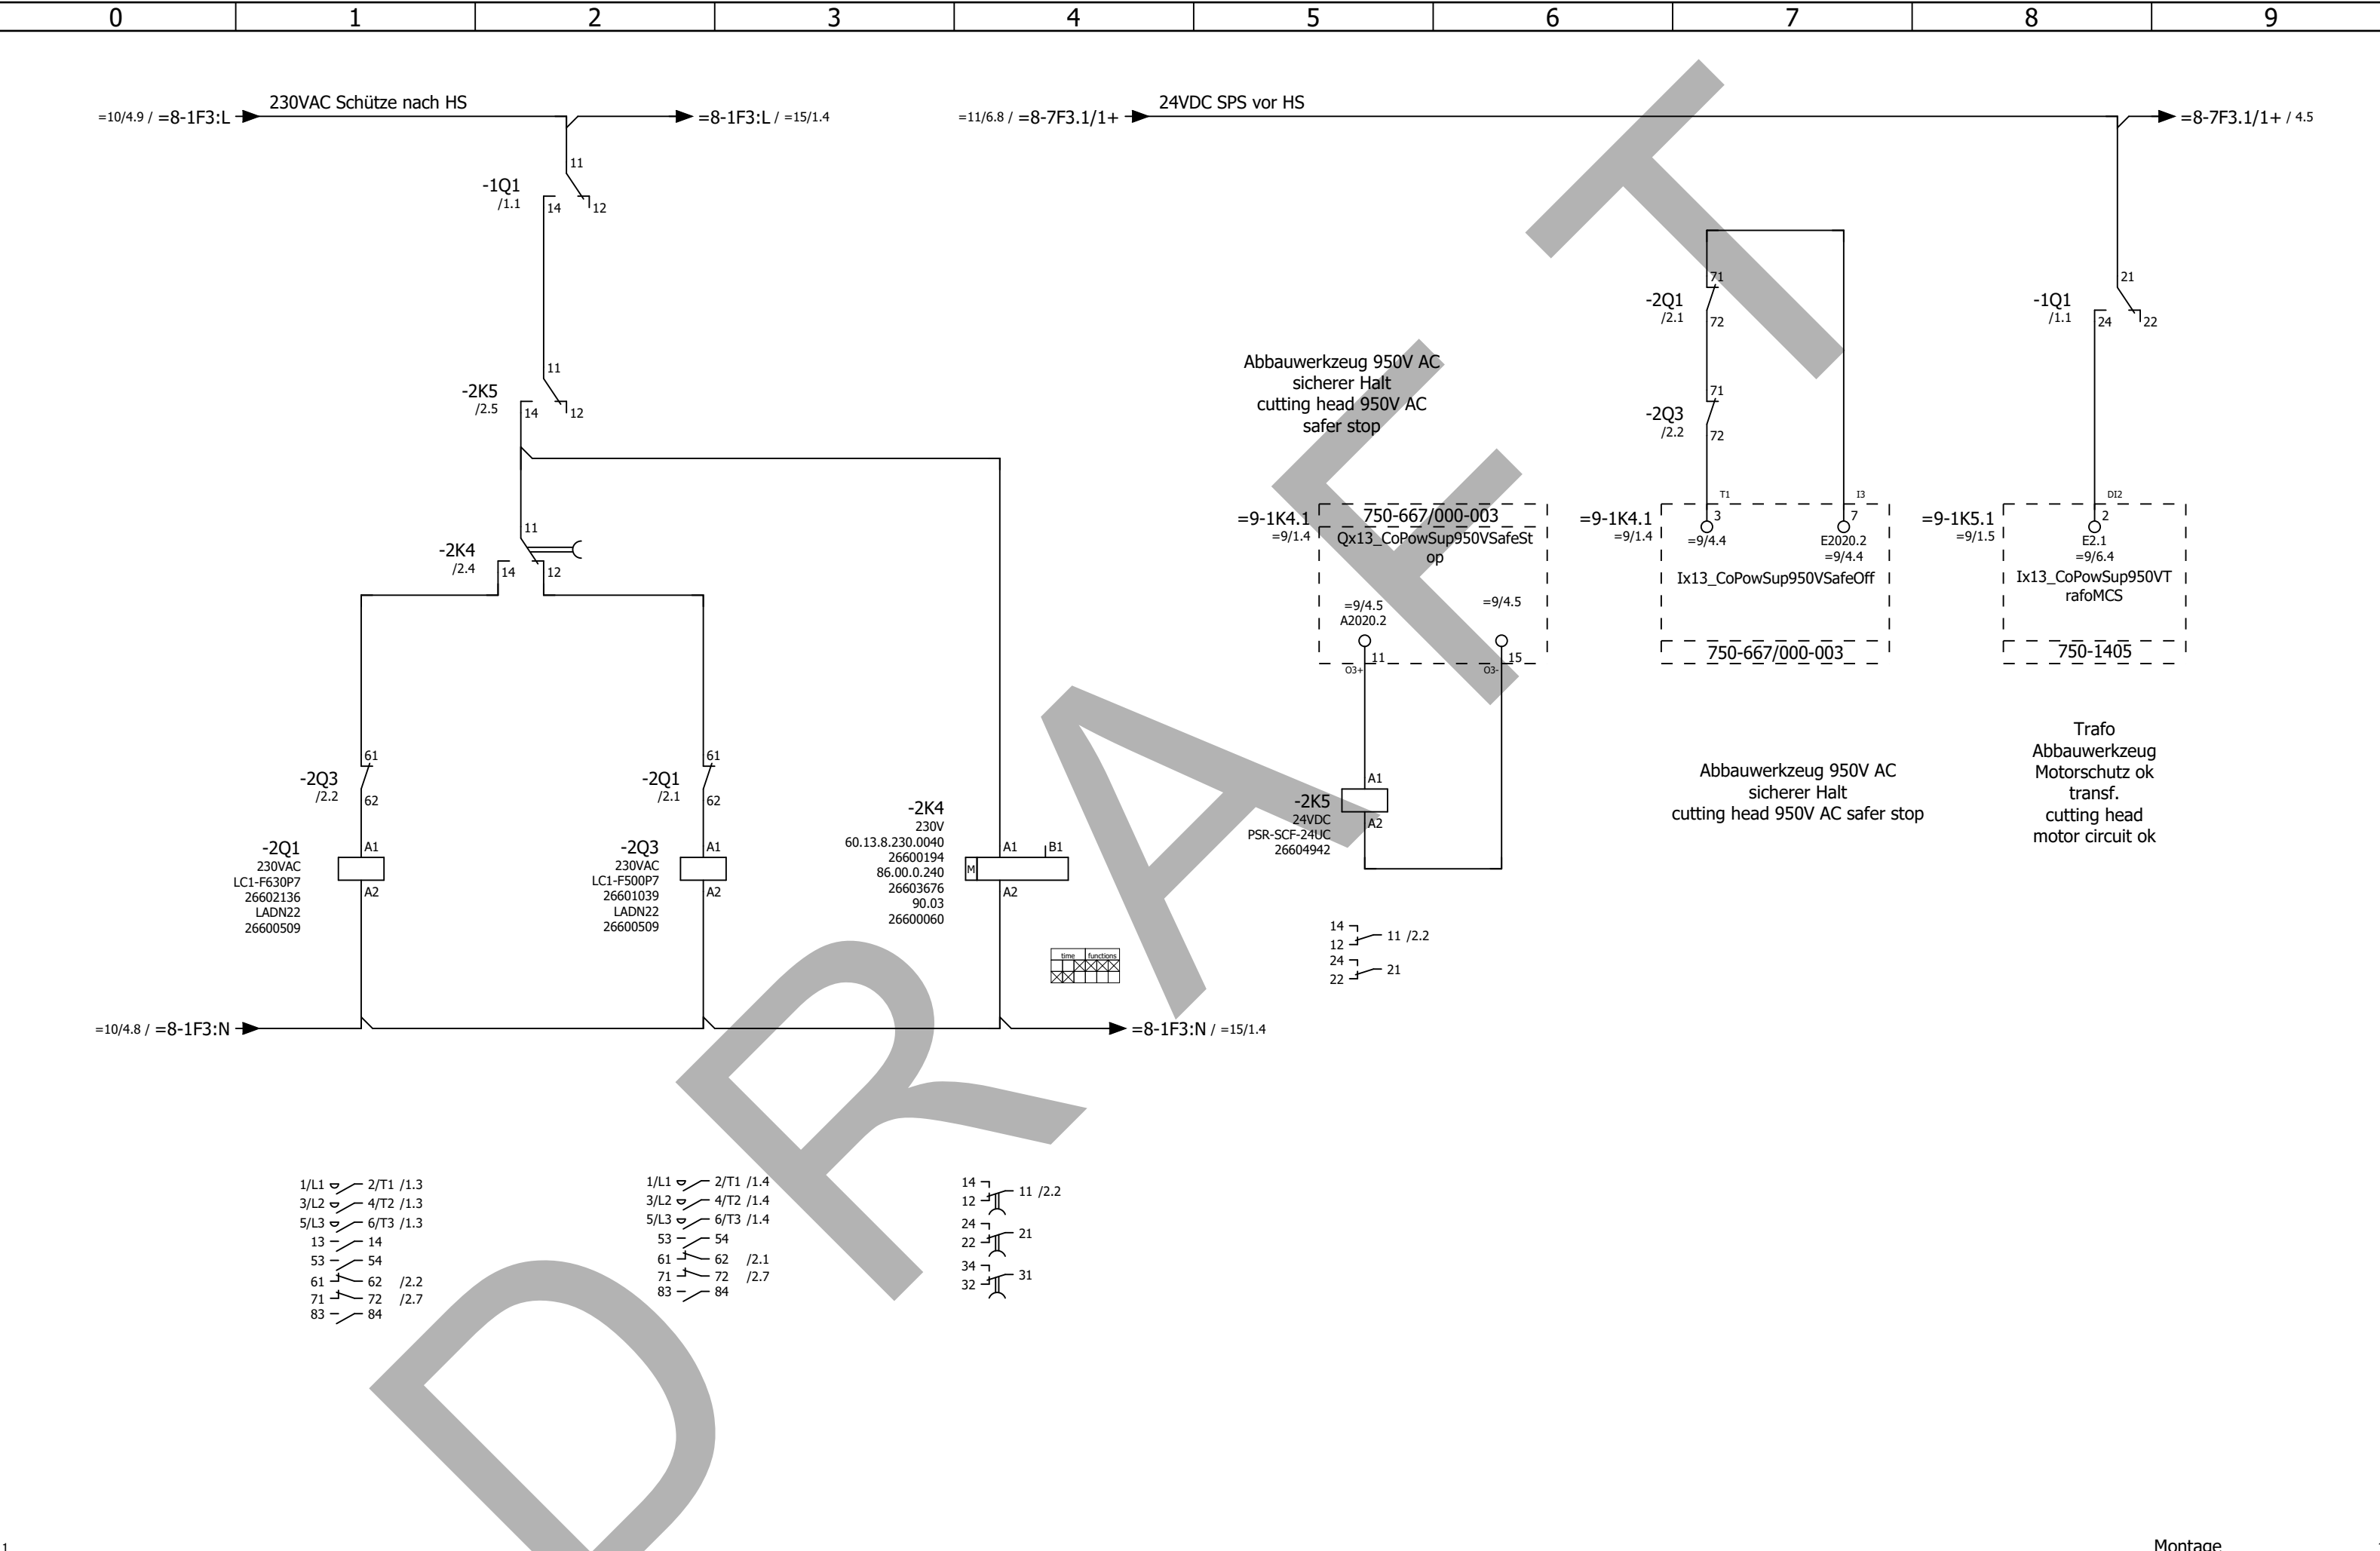 0 1 2 3 4 5 6 7 8 9
=10/4.9 / =8-1F3:L
230VAC Schütze nach HS
=8-1F3:L / =15/1.4
=11/6.8 / =8-7F3.1/1+
24VDC SPS vor HS
=8-7F3.1/1+ / 4.5
-1Q1
/1.1
11
14
12
-2K5
/2.5
11
14
12
-2K4
/2.4
11
14
12
-2Q3
/2.2
61
62
-2Q1
/2.1
61
62
-2Q1
230VAC
LC1-F630P7
26602136
LADN22
26600509
A1
A2
-2Q3
230VAC
LC1-F500P7
26601039
LADN22
26600509
A1
A2
-2K4
230V
60.13.8.230.0040
26600194
86.00.0.240
26603676
90.03
26600060
A1
B1
M
A2
time functions
Abbauwerkzeug 950V AC
sicherer Halt
cutting head 950V AC
safer stop
=9-1K4.1
=9/1.4
750-667/000-003
Qx13_CoPowSup950VSafeSt
op
=9/4.5
A2020.2
=9/4.5
11
15
O3+
O3-
-2K5
24VDC
PSR-SCF-24UC
26604942
A1
A2
14
12
11 /2.2
24
22
21
-2Q1
/2.1
71
72
-2Q3
/2.2
71
72
=9-1K4.1
=9/1.4
T1
I3
3
7
=9/4.4
E2020.2
=9/4.4
Ix13_CoPowSup950VSafeOff
750-667/000-003
Abbauwerkzeug 950V AC
sicherer Halt
cutting head 950V AC safer stop
-1Q1
/1.1
21
24
22
=9-1K5.1
=9/1.5
DI2
2
E2.1
=9/6.4
Ix13_CoPowSup950VT
rafoMCS
750-1405
Trafo
Abbauwerkzeug
Motorschutz ok
transf.
cutting head
motor circuit ok
=10/4.8 / =8-1F3:N
=8-1F3:N / =15/1.4
1/L1 2/T1 /1.3
3/L2 4/T2 /1.3
5/L3 6/T3 /1.3
13 14
53 54
61 62 /2.2
71 72 /2.7
83 84
1/L1 2/T1 /1.4
3/L2 4/T2 /1.4
5/L3 6/T3 /1.4
53 54
61 62 /2.1
71 72 /2.7
83 84
14
12
11 /2.2
24
22
21
34
32
31
DRAFT
1
Montage